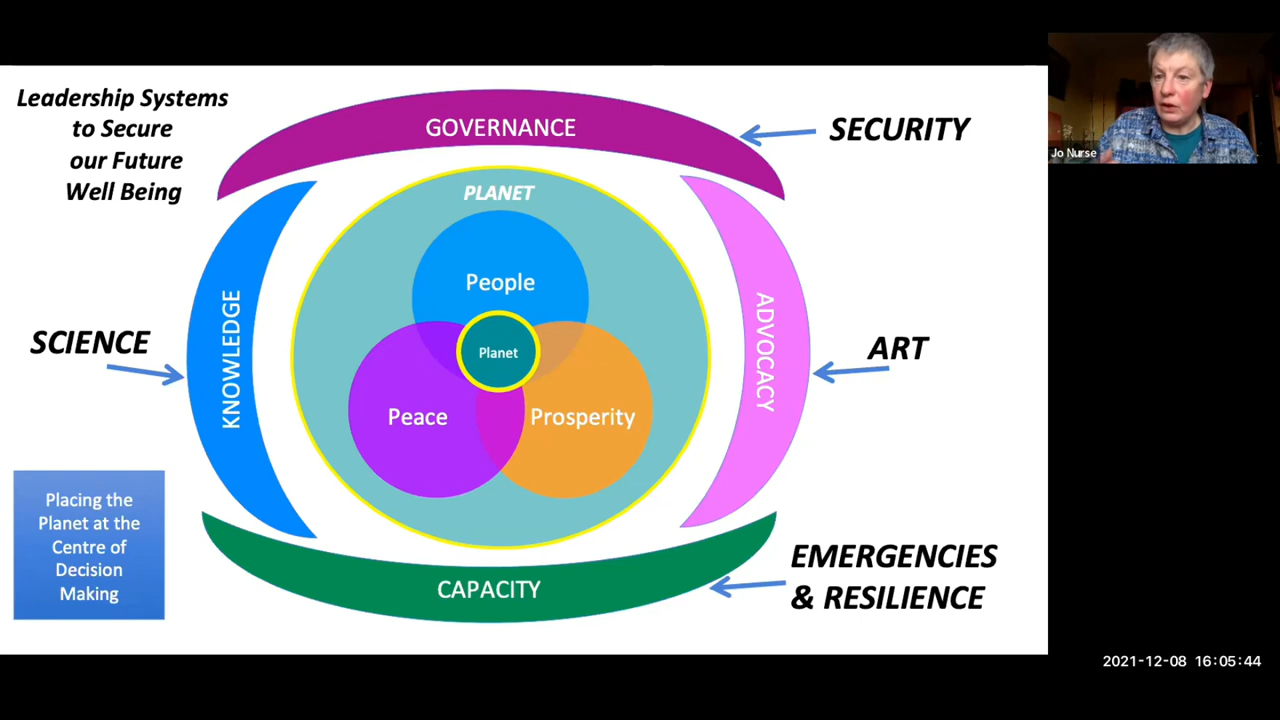 Leadership Systems
to Secure
our Future
Well Being
GOVERNANCE
SECURITY
Jo Nurse
PLANET
People
Planet
Peace
Prosperity
KNOWLEDGE
SCIENCE
ADVOCACY
ART
Placing the
Planet at the
Centre of
Decision
Making
CAPACITY
EMERGENCIES
& RESILIENCE
2021-12-08 16:05:44